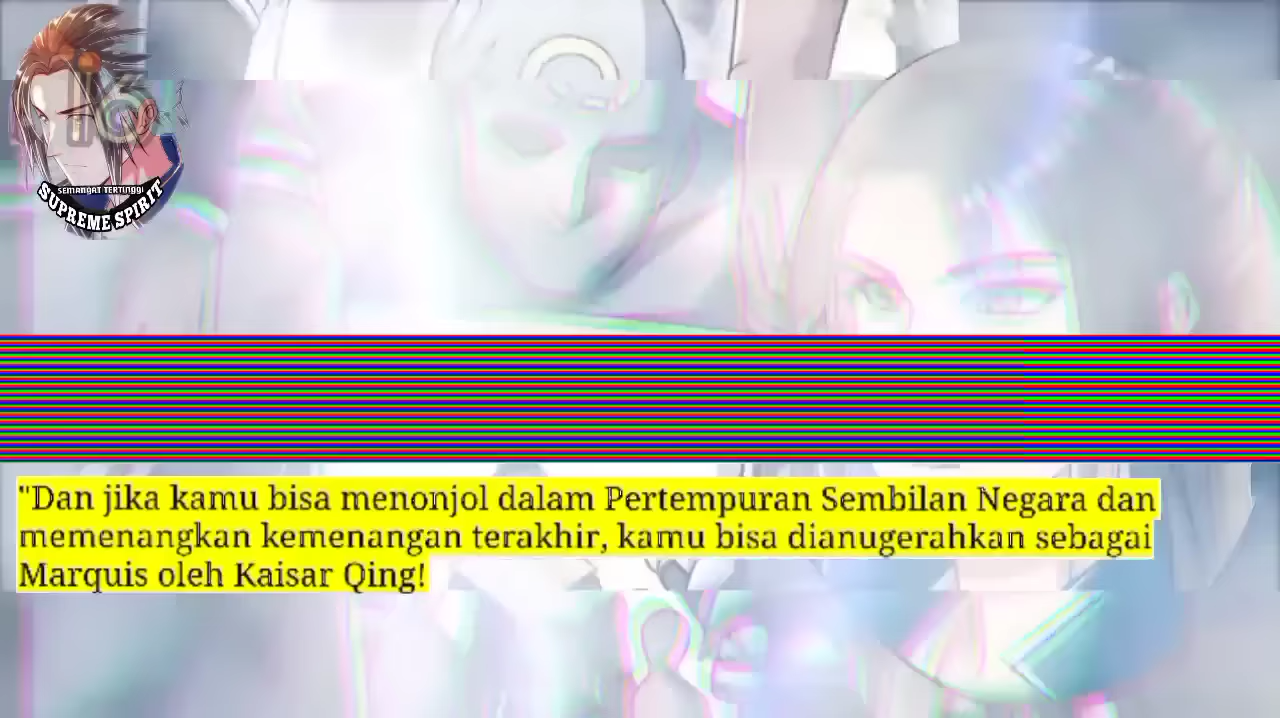 SEMANGAT TERTINGGI
SUPREME SPIRIT
"Dan jika kamu bisa menonjol dalam Pertempuran Sembilan Negara dan
memenangkan kemenangan terakhir, kamu bisa dianugerahkan sebagai
Marquis oleh Kaisar Qing!